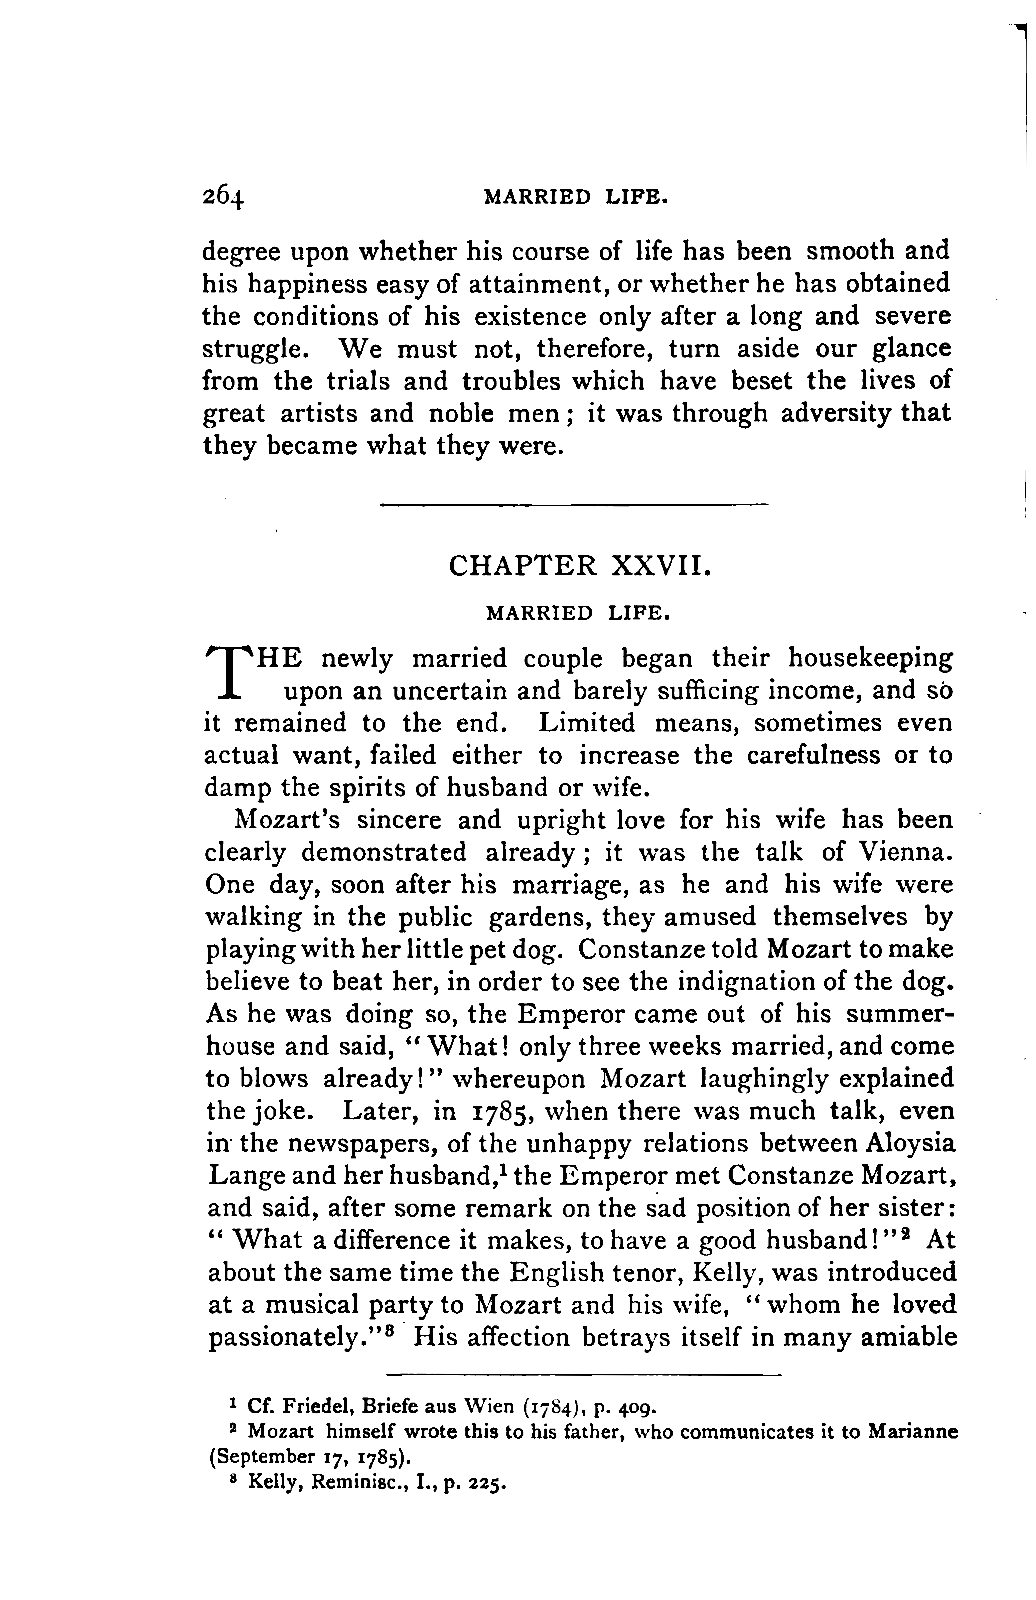 264 MARRIED LIFE.
degree upon whether his course of life has been smooth and
his happiness easy of attainment, or whether he has obtained
the conditions of his existence only after a long and severe
struggle. We must not, therefore, turn aside our glance
from the trials and troubles which have beset the lives of
great artists and noble men; it was through adversity that
they became what they were.
CHAPTER XXVII.
MARRIED LIFE.
THE newly married couple began their housekeeping
upon an uncertain and barely sufficing income, and so
it remained to the end. Limited means, sometimes even
actual want, failed either to increase the carefulness or to
damp the spirits of husband or wife.
Mozart's sincere and upright love for his wife has been
clearly demonstrated already; it was the talk of Vienna.
One day, soon after his marriage, as he and his wife were
walking in the public gardens, they amused themselves by
playing with her little pet dog. Constanze told Mozart to make
believe to beat her, in order to see the indignation of the dog.
As he was doing so, the Emperor came out of his summer-
house and said, "What! only three weeks married, and come
to blows already!" whereupon Mozart laughingly explained
the joke. Later, in 1785, when there was much talk, even
in the newspapers, of the unhappy relations between Aloysia
Lange and her husband,¹ the Emperor met Constanze Mozart,
and said, after some remark on the sad position of her sister:
"What a difference it makes, to have a good husband!"² At
about the same time the English tenor, Kelly, was introduced
at a musical party to Mozart and his wife, "whom he loved
passionately."³ His affection betrays itself in many amiable
¹ Cf. Friedel, Briefe aus Wien (1784), p. 409.
² Mozart himself wrote this to his father, who communicates it to Marianne
(September 17, 1785).
³ Kelly, Reminisc., I., p. 225.